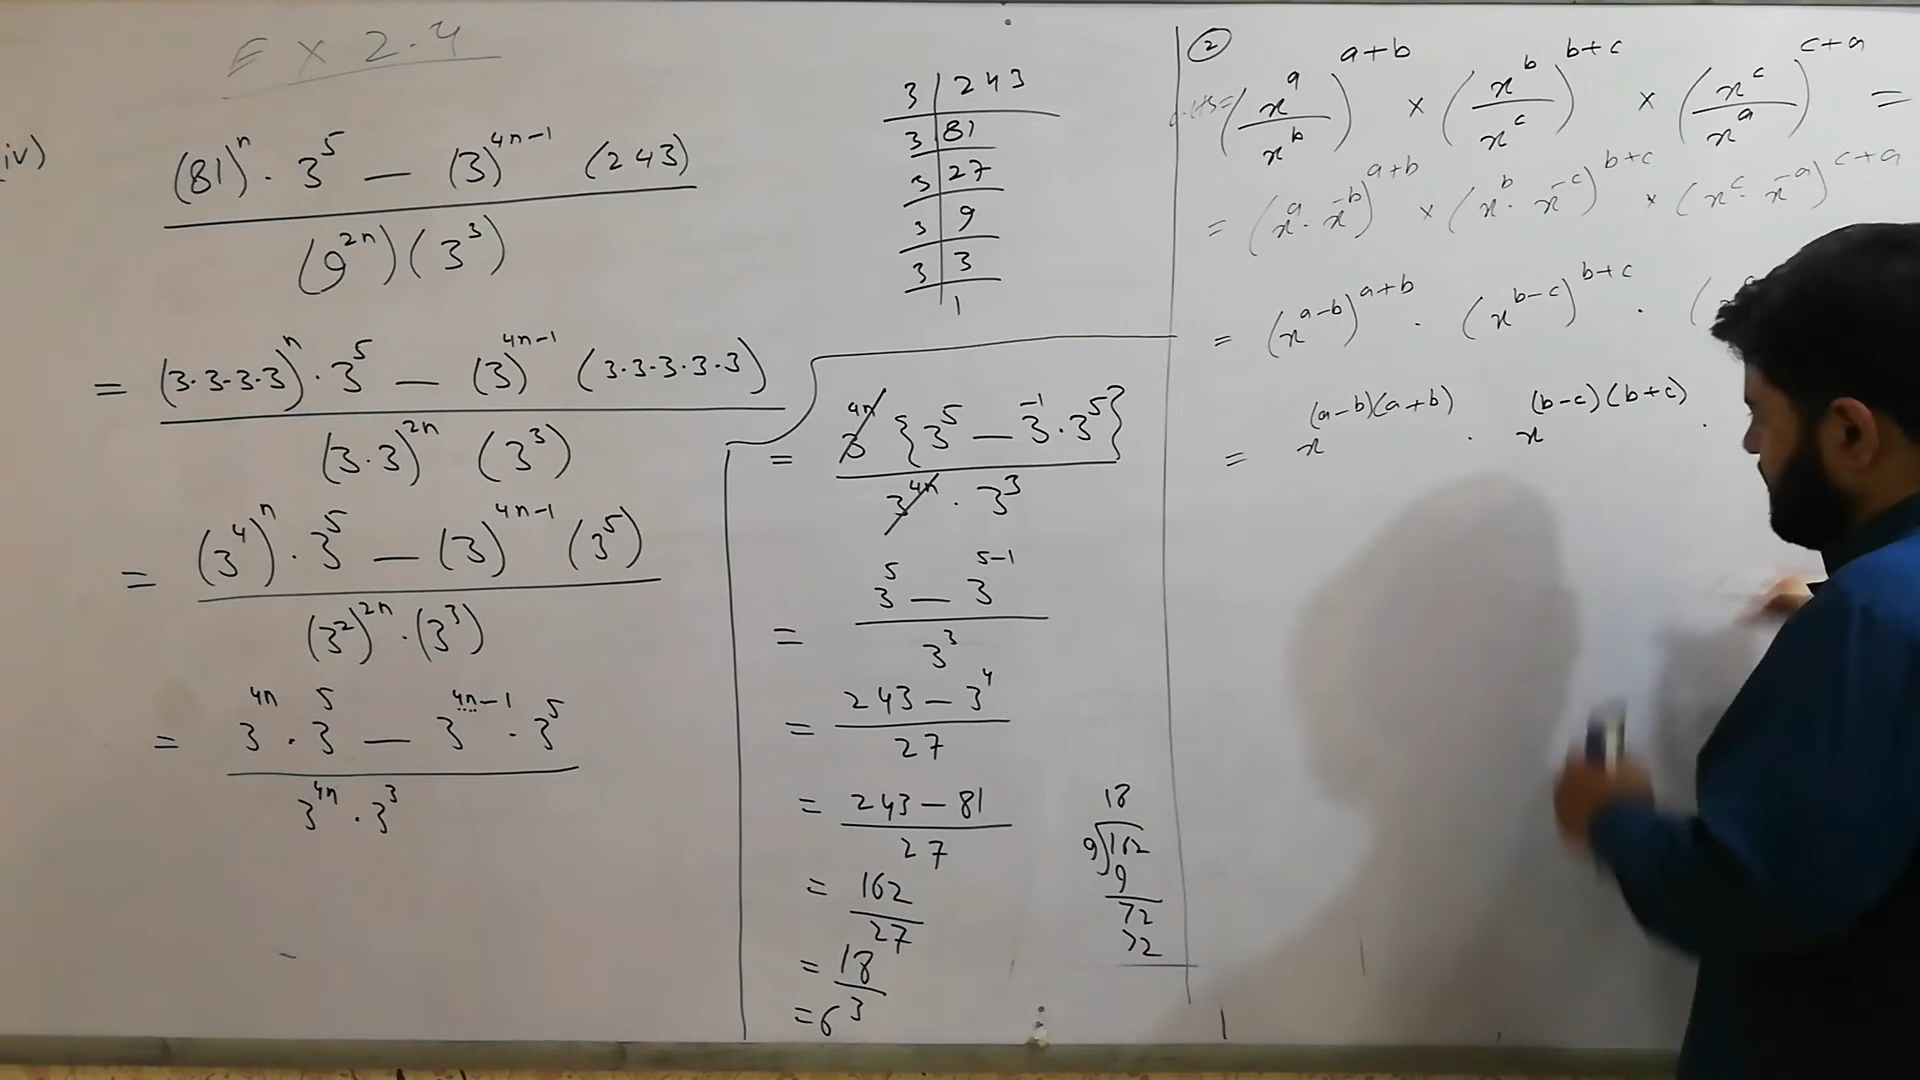 Ex 2.4
iv)
(81)^n · 3^5 − (3)^{4n−1} (243)
(9^{2n}) (3^3)
= (3·3·3·3)^n · 3^5 − (3)^{4n−1} (3·3·3·3·3)
(3·3)^{2n} (3^3)
= (3^4)^n · 3^5 − (3)^{4n−1} (3^5)
(3^2)^{2n} · (3^3)
= 3^{4n} · 3^5 − 3^{4n−1} · 3^5
3^{4n} · 3^3
3 | 243
3 | 81
3 | 27
3 | 9
3 | 3
1
= 3^{4n} {3^5 − 3^{-1} · 3^5}
3^{4n} · 3^3
= 3^5 − 3^{5−1}
3^3
= 243 − 3^4
27
= 243 − 81
27
= 162
27
= 18
3
= 6
18
9)162
9
72
72
②
(x^a / x^b)^{a+b} × (x^b / x^c)^{b+c} × (x^c / x^a)^{c+a} =
= (x^a · x^{-b})^{a+b} × (x^b · x^{-c})^{b+c} × (x^c · x^{-a})^{c+a}
= (x^{a−b})^{a+b} · (x^{b−c})^{b+c} · (
= x^{(a−b)(a+b)} · x^{(b−c)(b+c)} ·